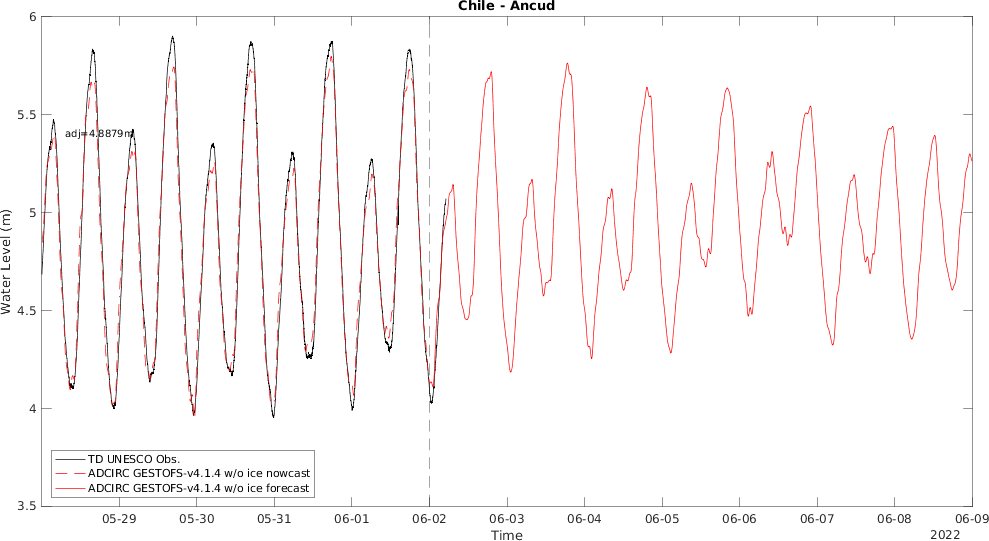 Chile - Ancud
6
5.5
5
4.5
4
3.5
Water Level (m)
adj=4.8879m
TD UNESCO Obs.
ADCIRC GESTOFS-v4.1.4 w/o ice nowcast
ADCIRC GESTOFS-v4.1.4 w/o ice forecast
05-29 05-30 05-31 06-01 06-02 06-03 06-04 06-05 06-06 06-07 06-08 06-09
Time
2022